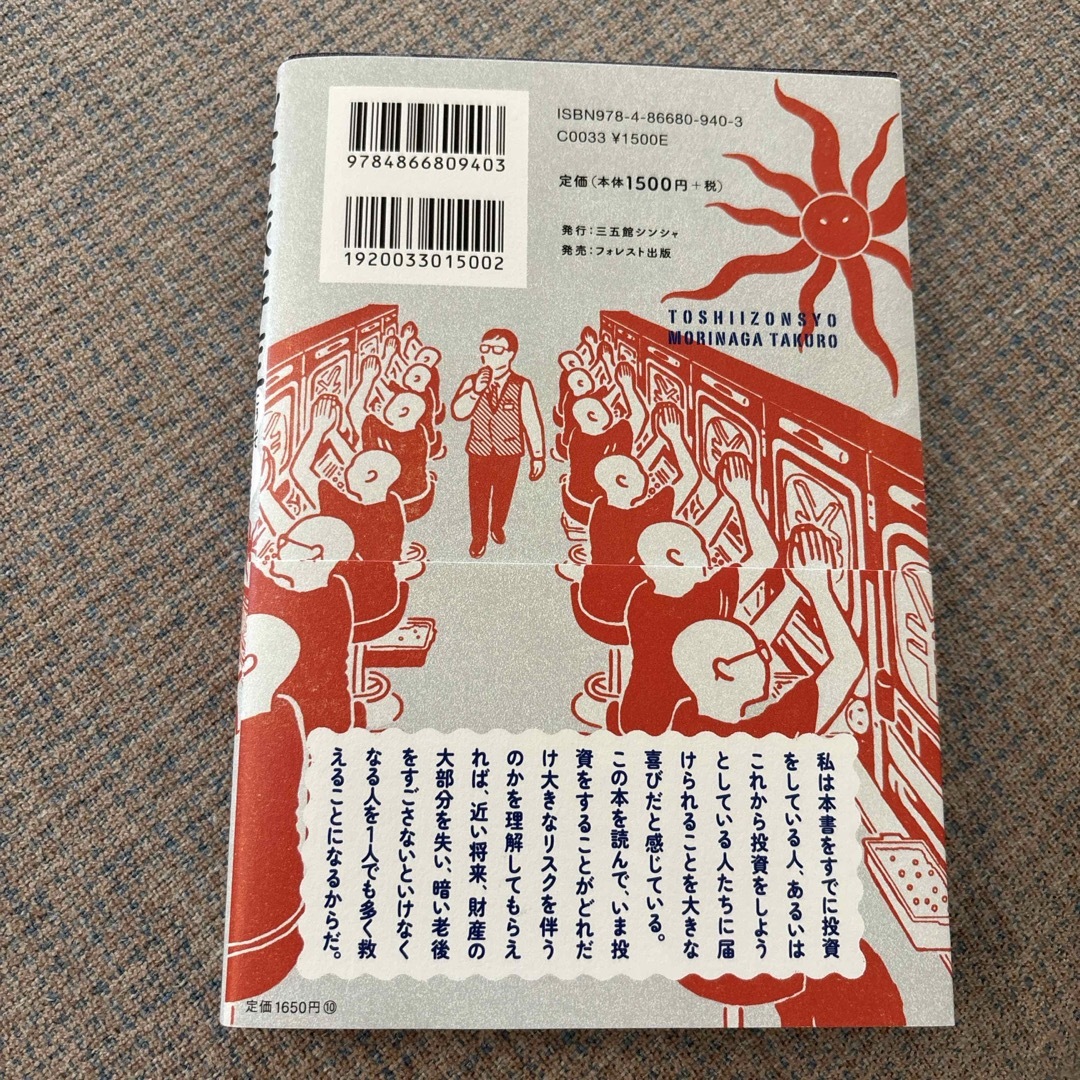 9784866809403
1920033015002
ISBN978-4-86680-940-3
C0033 ¥1500E
定価(本体1500円+税)
発行:三五館シンシャ
発売:フォレスト出版
TOSHIIZONSYO
MORINAGA TAKURO
私は本書をすでに投資
をしている人、あるいは
これから投資をしよう
としている人たちに届
けられることを大きな
喜びだと感じている。
この本を読んで、いま投
資をすることがどれだ
け大きなリスクを伴う
のかを理解してもらえ
れば、近い将来、財産の
大部分を失い、暗い老後
をすごさないといけなく
なる人を1人でも多く救
えることになるからだ。
定価1650円⑩